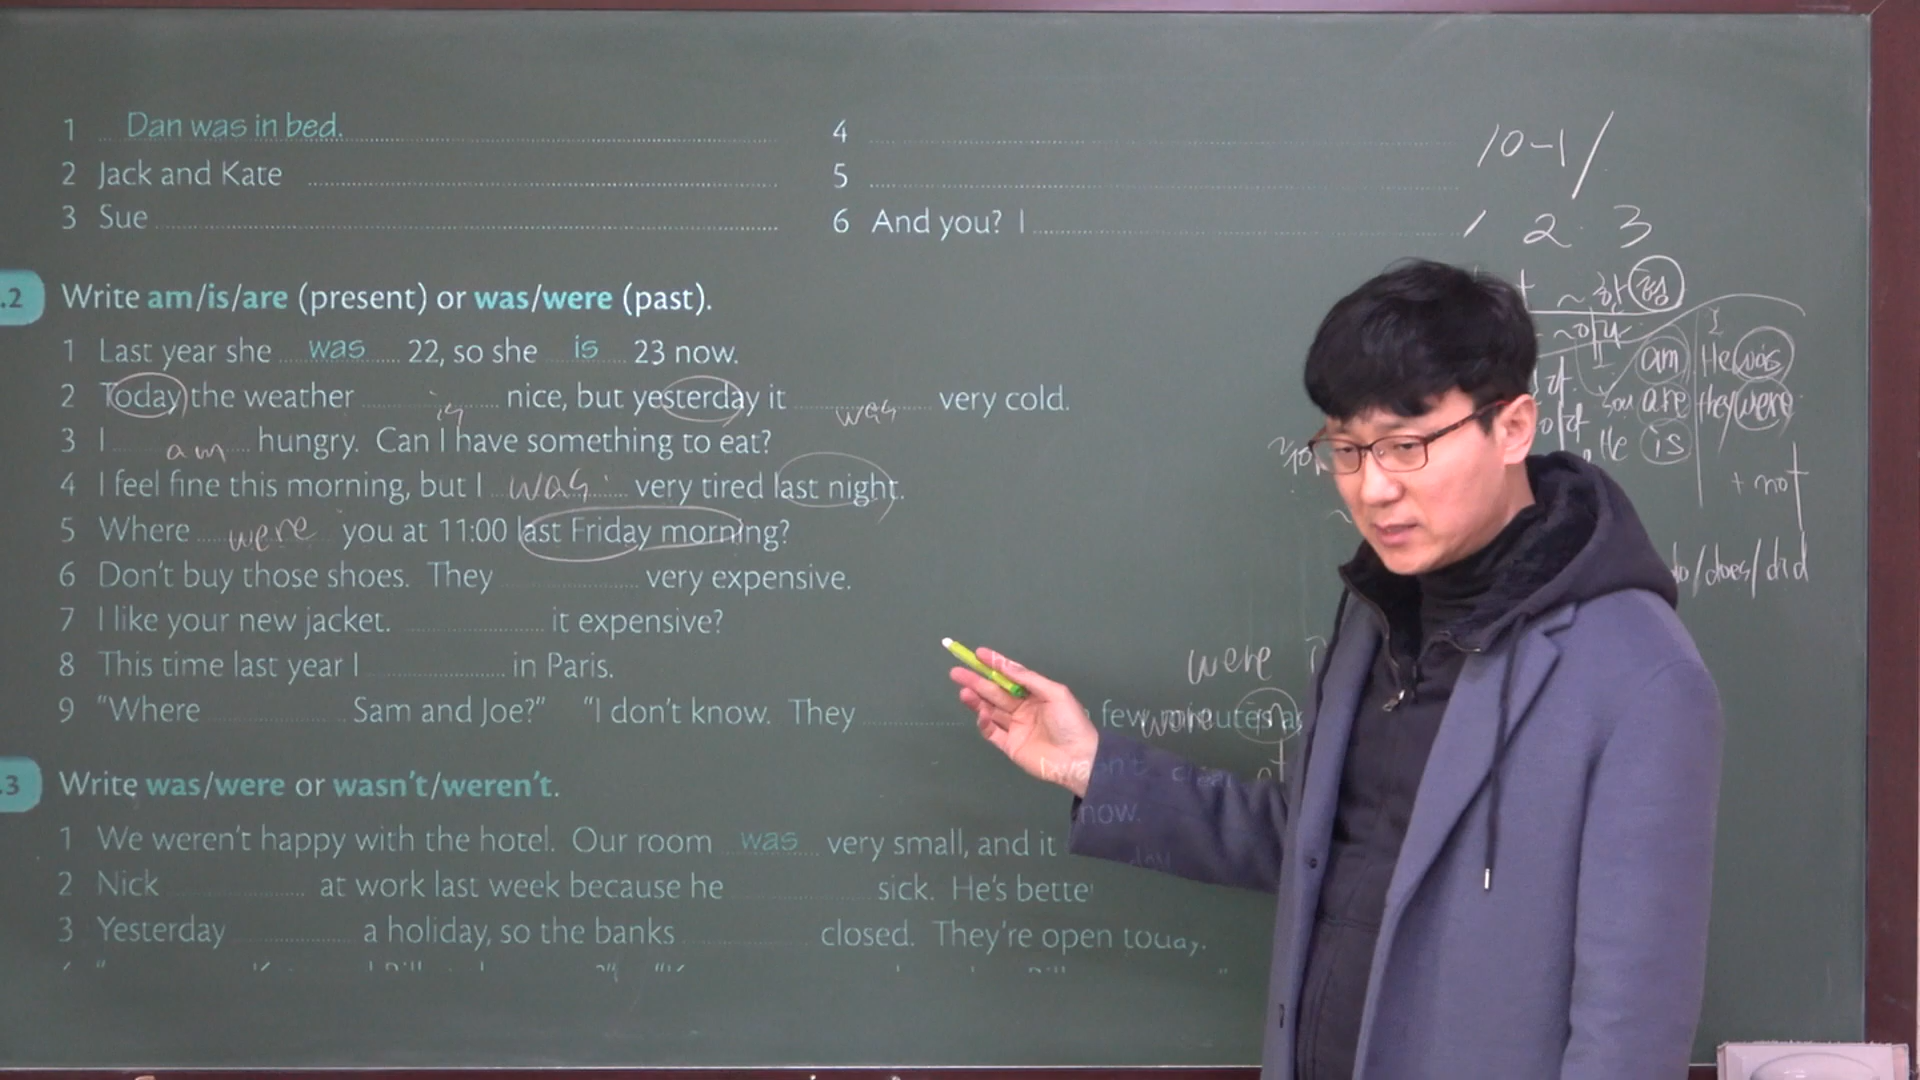 1 Dan was in bed.
2 Jack and Kate
3 Sue
4
5
6 And you? I
10-1/
1 2 3
.2 Write am/is/are (present) or was/were (past).
1 Last year she was 22, so she is 23 now.
2 Today the weather is nice, but yesterday it was very cold.
3 I am hungry. Can I have something to eat?
4 I feel fine this morning, but I was very tired last night.
5 Where were you at 11:00 last Friday morning?
6 Don't buy those shoes. They very expensive.
7 I like your new jacket. it expensive?
8 This time last year I in Paris.
9 "Where Sam and Joe?" "I don't know. They few minutes
.3 Write was/were or wasn't/weren't.
1 We weren't happy with the hotel. Our room was very small, and it
2 Nick at work last week because he sick. He's
now.
3 Yesterday a holiday, so the banks closed. They're open today.
I
am He was
are they were
He is
+ not
do/does/did
were
were